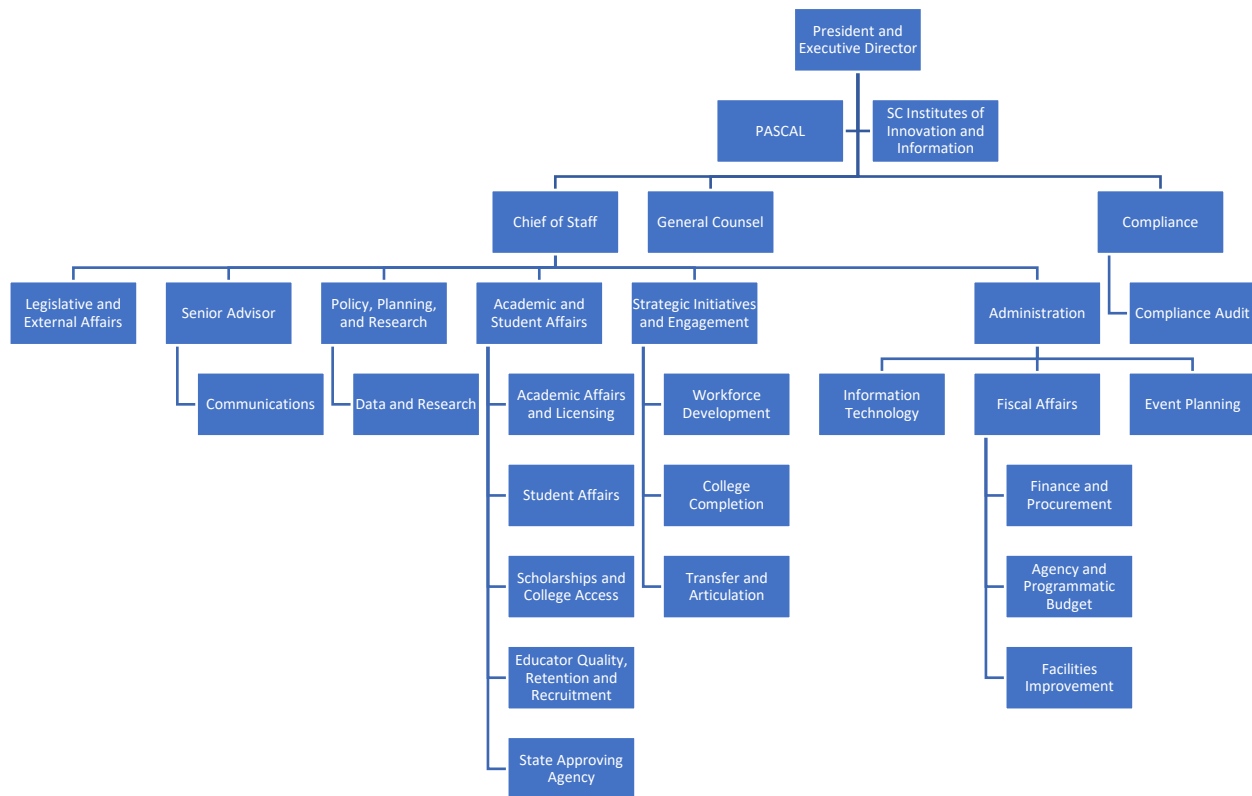 President and
Executive Director
PASCAL
SC Institutes of
Innovation and
Information
Chief of Staff
General Counsel
Compliance
Legislative and
External Affairs
Senior Advisor
Policy, Planning,
and Research
Academic and
Student Affairs
Strategic Initiatives
and Engagement
Administration
Compliance Audit
Communications
Data and Research
Academic Affairs
and Licensing
Workforce
Development
Information
Technology
Fiscal Affairs
Event Planning
Student Affairs
College
Completion
Finance and
Procurement
Scholarships and
College Access
Transfer and
Articulation
Agency and
Programmatic
Budget
Educator Quality,
Retention and
Recruitment
Facilities
Improvement
State Approving
Agency